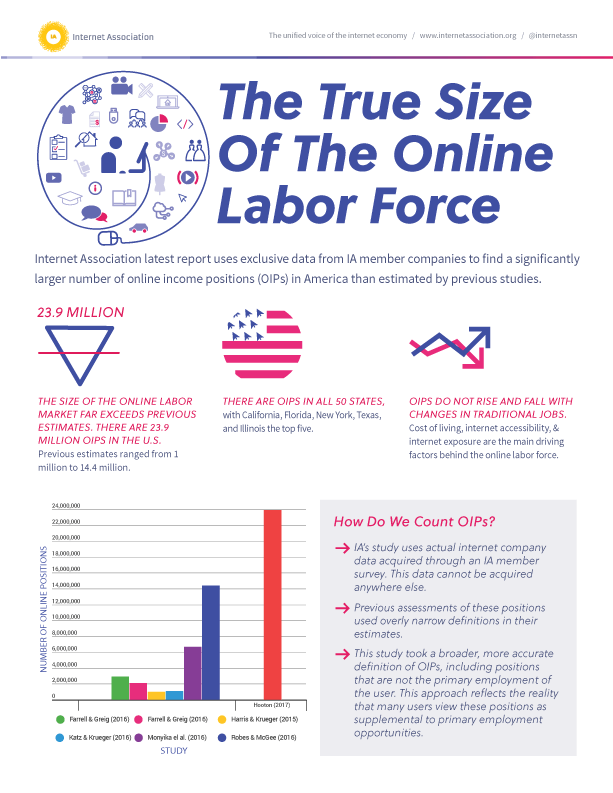 IA
Internet Association
The unified voice of the internet economy / www.internetassociation.org / @internetassn
The True Size
Of The Online
Labor Force
Internet Association latest report uses exclusive data from IA member companies to find a significantly
larger number of online income positions (OIPs) in America than estimated by previous studies.
23.9 MILLION
THE SIZE OF THE ONLINE LABOR
MARKET FAR EXCEEDS PREVIOUS
ESTIMATES. THERE ARE 23.9
MILLION OIPS IN THE U.S.
Previous estimates ranged from 1
million to 14.4 million.
THERE ARE OIPS IN ALL 50 STATES,
with California, Florida, New York, Texas,
and Illinois the top five.
OIPS DO NOT RISE AND FALL WITH
CHANGES IN TRADITIONAL JOBS.
Cost of living, internet accessibility, &
internet exposure are the main driving
factors behind the online labor force.
NUMBER OF ONLINE POSITIONS
24,000,000
22,000,000
20,000,000
18,000,000
16,000,000
14,000,000
12,000,000
10,000,000
8,000,000
6,000,000
4,000,000
2,000,000
0
Hooton (2017)
Farrell & Greig (2016) Farrell & Greig (2016) Harris & Krueger (2015)
Katz & Krueger (2016) Monyika el al. (2016) Robes & McGee (2016)
STUDY
How Do We Count OIPs?
IA's study uses actual internet company
data acquired through an IA member
survey. This data cannot be acquired
anywhere else.
Previous assessments of these positions
used overly narrow definitions in their
estimates.
This study took a broader, more accurate
definition of OIPs, including positions
that are not the primary employment of
the user. This approach reflects the reality
that many users view these positions as
supplemental to primary employment
opportunities.